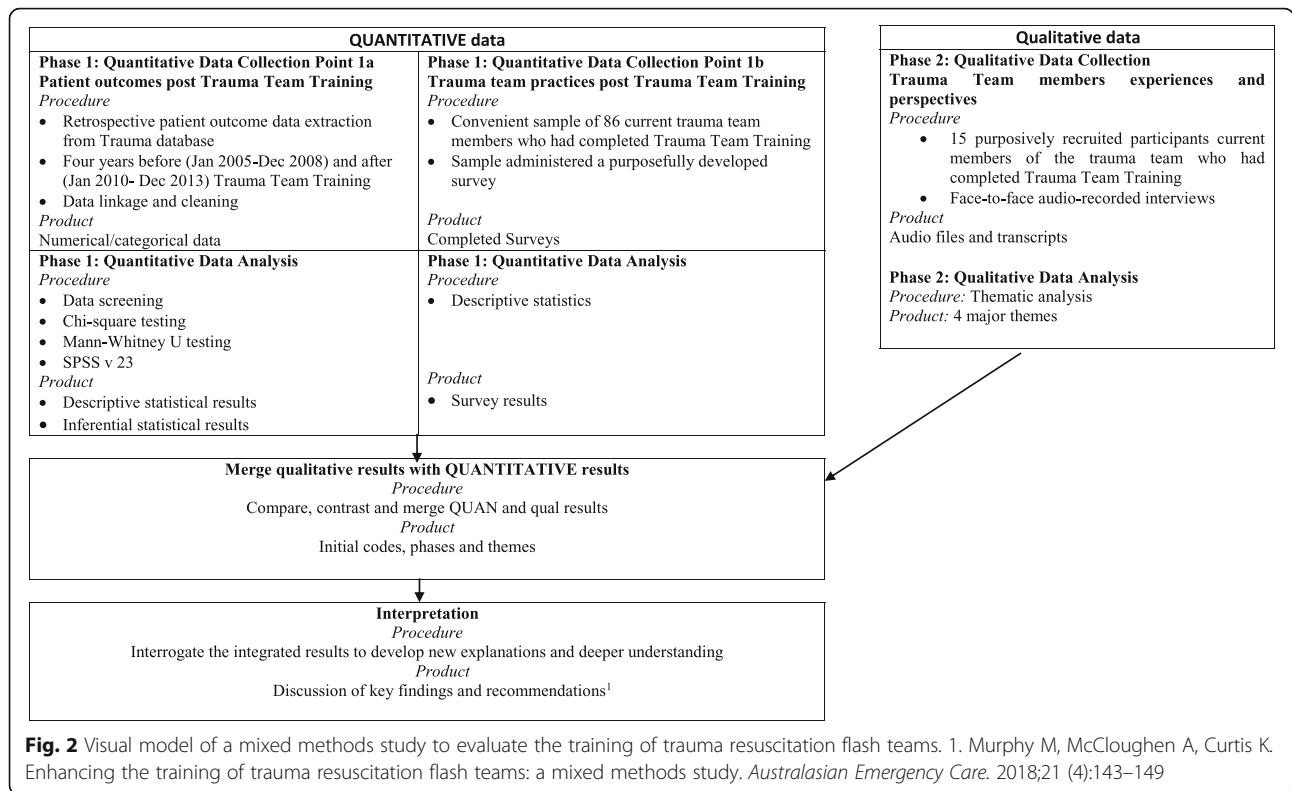 QUANTITATIVE data
Phase 1: Quantitative Data Collection Point 1a
Patient outcomes post Trauma Team Training
Procedure
• Retrospective patient outcome data extraction
from Trauma database
• Four years before (Jan 2005-Dec 2008) and after
(Jan 2010- Dec 2013) Trauma Team Training
• Data linkage and cleaning
Product
Numerical/categorical data
Phase 1: Quantitative Data Collection Point 1b
Trauma team practices post Trauma Team Training
Procedure
• Convenient sample of 86 current trauma team
members who had completed Trauma Team Training
• Sample administered a purposefully developed
survey
Product
Completed Surveys
Phase 1: Quantitative Data Analysis
Procedure
• Data screening
• Chi-square testing
• Mann-Whitney U testing
• SPSS v 23
Product
• Descriptive statistical results
• Inferential statistical results
Phase 1: Quantitative Data Analysis
Procedure
• Descriptive statistics
Product
• Survey results
Qualitative data
Phase 2: Qualitative Data Collection
Trauma Team members experiences and
perspectives
Procedure
• 15 purposively recruited participants current
members of the trauma team who had
completed Trauma Team Training
• Face-to-face audio-recorded interviews
Product
Audio files and transcripts
Phase 2: Qualitative Data Analysis
Procedure: Thematic analysis
Product: 4 major themes
Merge qualitative results with QUANTITATIVE results
Procedure
Compare, contrast and merge QUAN and qual results
Product
Initial codes, phases and themes
Interpretation
Procedure
Interrogate the integrated results to develop new explanations and deeper understanding
Product
Discussion of key findings and recommendations¹
Fig. 2 Visual model of a mixed methods study to evaluate the training of trauma resuscitation flash teams. 1. Murphy M, McCloughen A, Curtis K.
Enhancing the training of trauma resuscitation flash teams: a mixed methods study. Australasian Emergency Care. 2018;21 (4):143–149